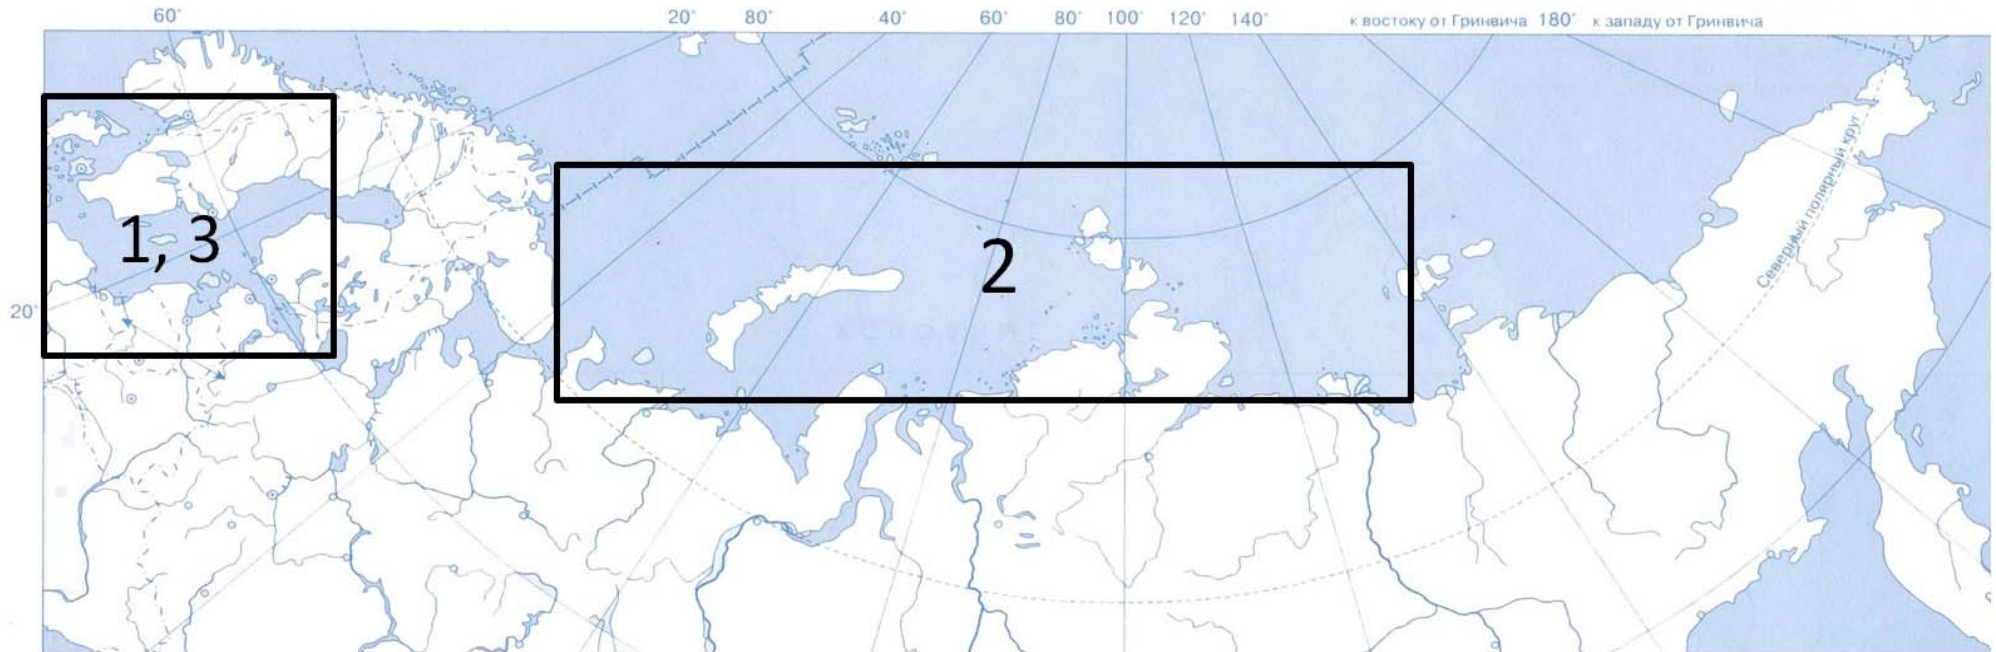 60° 20° 80° 40° 60° 80° 100° 120° 140° к востоку от Гринвича 180° к западу от Гринвича
Северный полярный круг
1, 3
2
20°